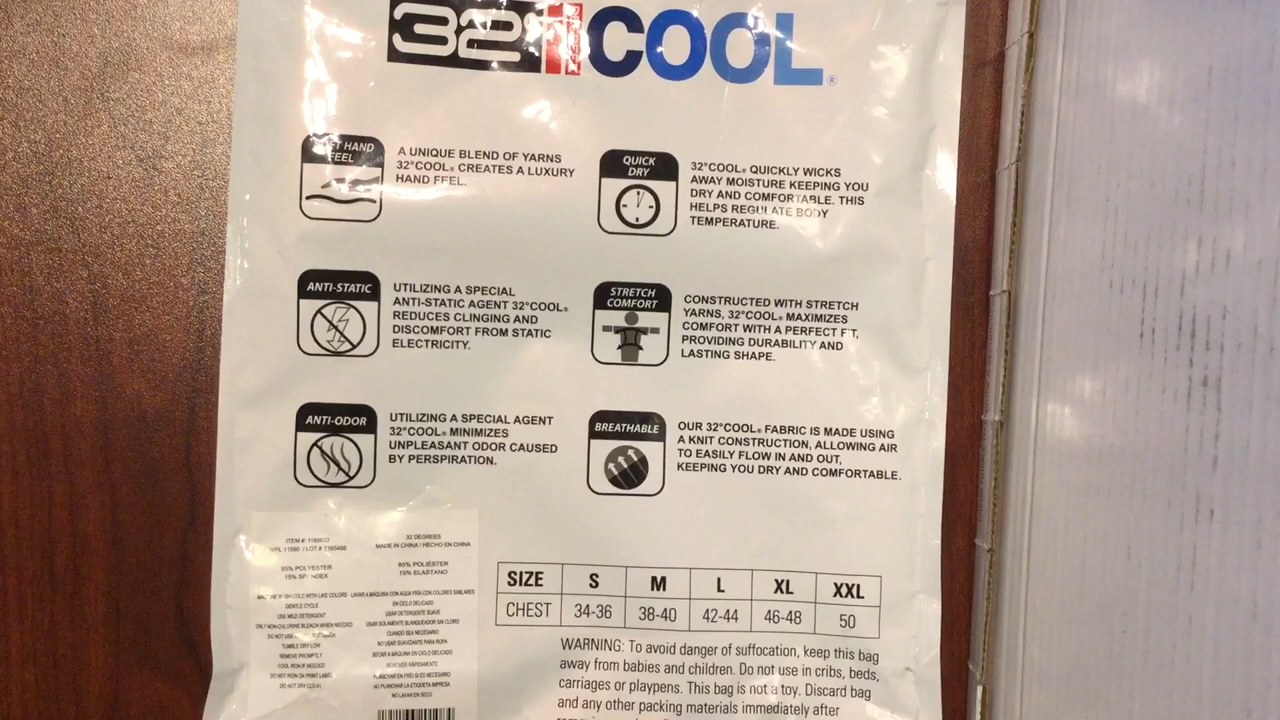 32° COOL®
HAND
FEEL
A UNIQUE BLEND OF YARNS
32°COOL® CREATES A LUXURY
HAND FEEL.
QUICK
DRY
32°COOL® QUICKLY WICKS
AWAY MOISTURE KEEPING YOU
DRY AND COMFORTABLE. THIS
HELPS REGULATE BODY
TEMPERATURE.
ANTI-STATIC
UTILIZING A SPECIAL
ANTI-STATIC AGENT 32°COOL®
REDUCES CLINGING AND
DISCOMFORT FROM STATIC
ELECTRICITY.
STRETCH
COMFORT
CONSTRUCTED WITH STRETCH
YARNS, 32°COOL® MAXIMIZES
COMFORT WITH A PERFECT FIT,
PROVIDING DURABILITY AND
LASTING SHAPE.
ANTI-ODOR
UTILIZING A SPECIAL AGENT
32°COOL® MINIMIZES
UNPLEASANT ODOR CAUSED
BY PERSPIRATION.
BREATHABLE
OUR 32°COOL® FABRIC IS MADE USING
A KNIT CONSTRUCTION, ALLOWING AIR
TO EASILY FLOW IN AND OUT,
KEEPING YOU DRY AND COMFORTABLE.
ITEM #:
11590 / LOT # 7195486
85% POLYESTER
15%
WASH COLD WITH LIKE COLORS
GENTLE CYCLE
USE MILD DETERGENT
ONLY NON-CHLORINE BLEACH WHEN NEEDED
DO NOT USE
TUMBLE DRY LOW
REMOVE PROMPTLY
COOL IRON IF NEEDED
DO NOT IRON ON PRINT LABEL
DO NOT DRY CLEAN
32 DEGREES
MADE IN CHINA / HECHO EN CHINA
85% POLIÉSTER
15% ELASTANO
LAVAR A MÁQUINA CON AGUA FRÍA CON COLORES SIMILARES
EN CICLO DELICADO
USAR DETERGENTE SUAVE
USAR SOLAMENTE BLANQUEADOR SIN CLORO
CUANDO SEA NECESARIO
NO USAR SUAVIZANTE PARA ROPA
SECAR A MÁQUINA EN CICLO DELICADO
REMOVER RÁPIDAMENTE
PLANCHAR EN FRÍO SI ES NECESARIO
NO PLANCHAR LA ETIQUETA IMPRESA
NO LAVAR EN SECO
SIZE S M L XL XXL
CHEST 34-36 38-40 42-44 46-48 50
WARNING: To avoid danger of suffocation, keep this bag
away from babies and children. Do not use in cribs, beds,
carriages or playpens. This bag is not a toy. Discard bag
and any other packing materials immediately after